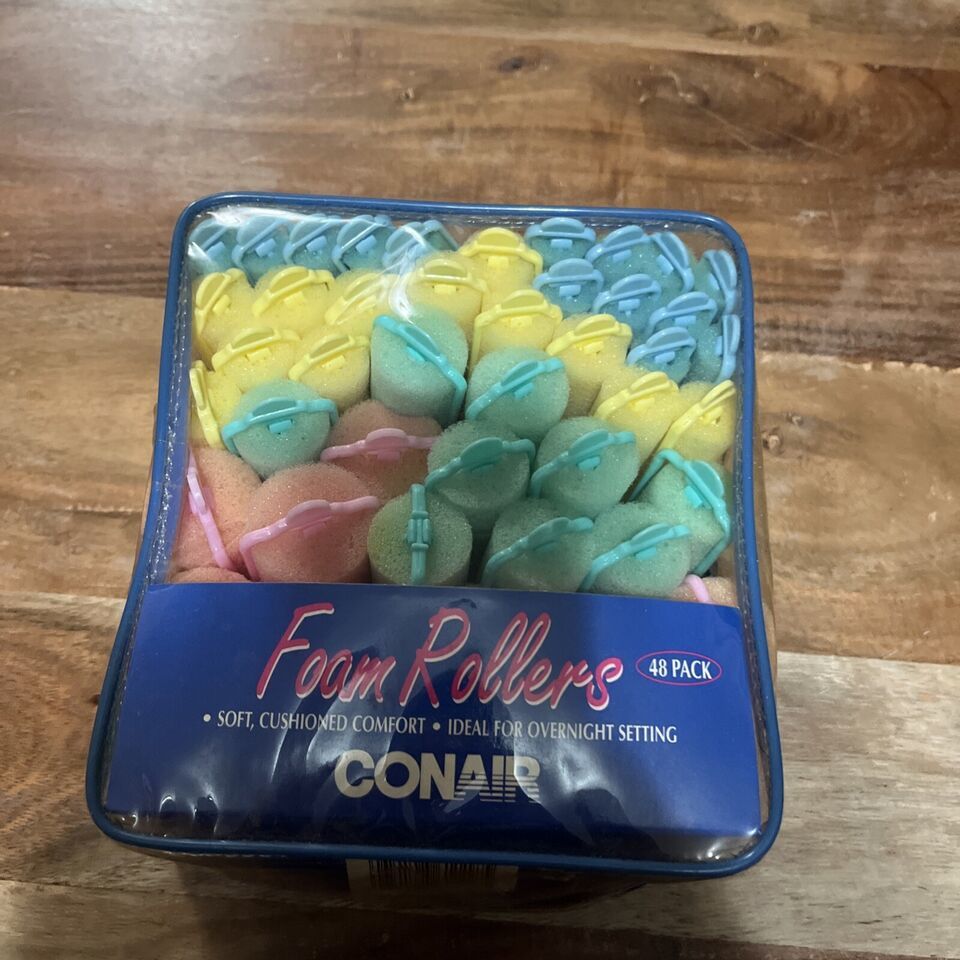 Foam Rollers
48 PACK
• SOFT, CUSHIONED COMFORT • IDEAL FOR OVERNIGHT SETTING
CONAIR